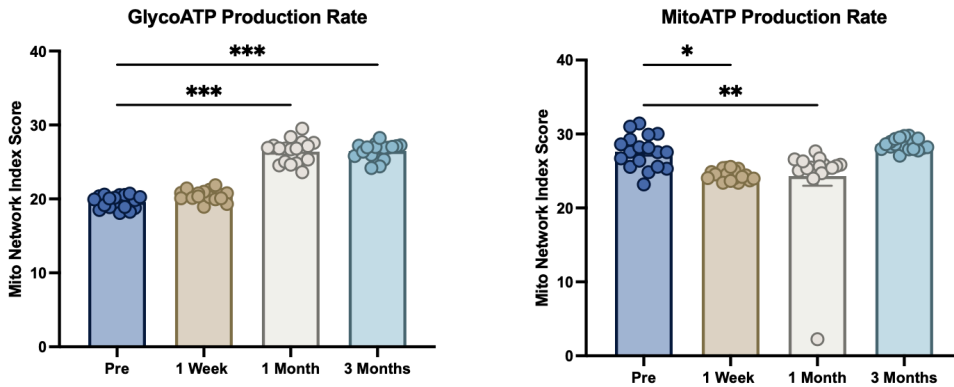 GlycoATP Production Rate
Mito Network Index Score
40
30
20
10
0
***
***
Pre
1 Week
1 Month
3 Months
MitoATP Production Rate
Mito Network Index Score
40
30
20
10
0
*
**
Pre
1 Week
1 Month
3 Months